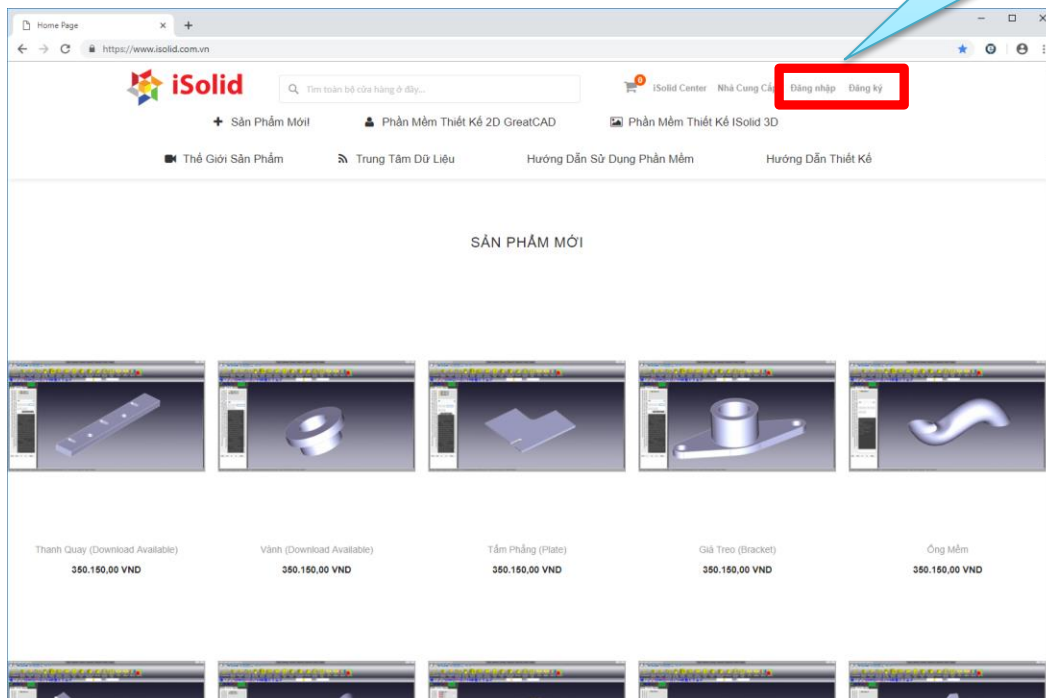 Home Page
https://www.isolid.com.vn
iSolid
Tìm toàn bộ cửa hàng ở đây...
0
iSolid Center Nhà Cung Cấp Đăng nhập Đăng ký
Sản Phẩm Mới! Phần Mềm Thiết Kế 2D GreatCAD Phần Mềm Thiết Kế ISolid 3D
Thế Giới Sản Phẩm Trung Tâm Dữ Liệu Hướng Dẫn Sử Dung Phần Mềm Hướng Dẫn Thiết Kế
SẢN PHẨM MỚI
Thanh Quay (Download Available) Vành (Download Available) Tấm Phẳng (Plate) Giá Treo (Bracket) Ống Mềm
350.150,00 VND 350.150,00 VND 350.150,00 VND 350.150,00 VND 350.150,00 VND